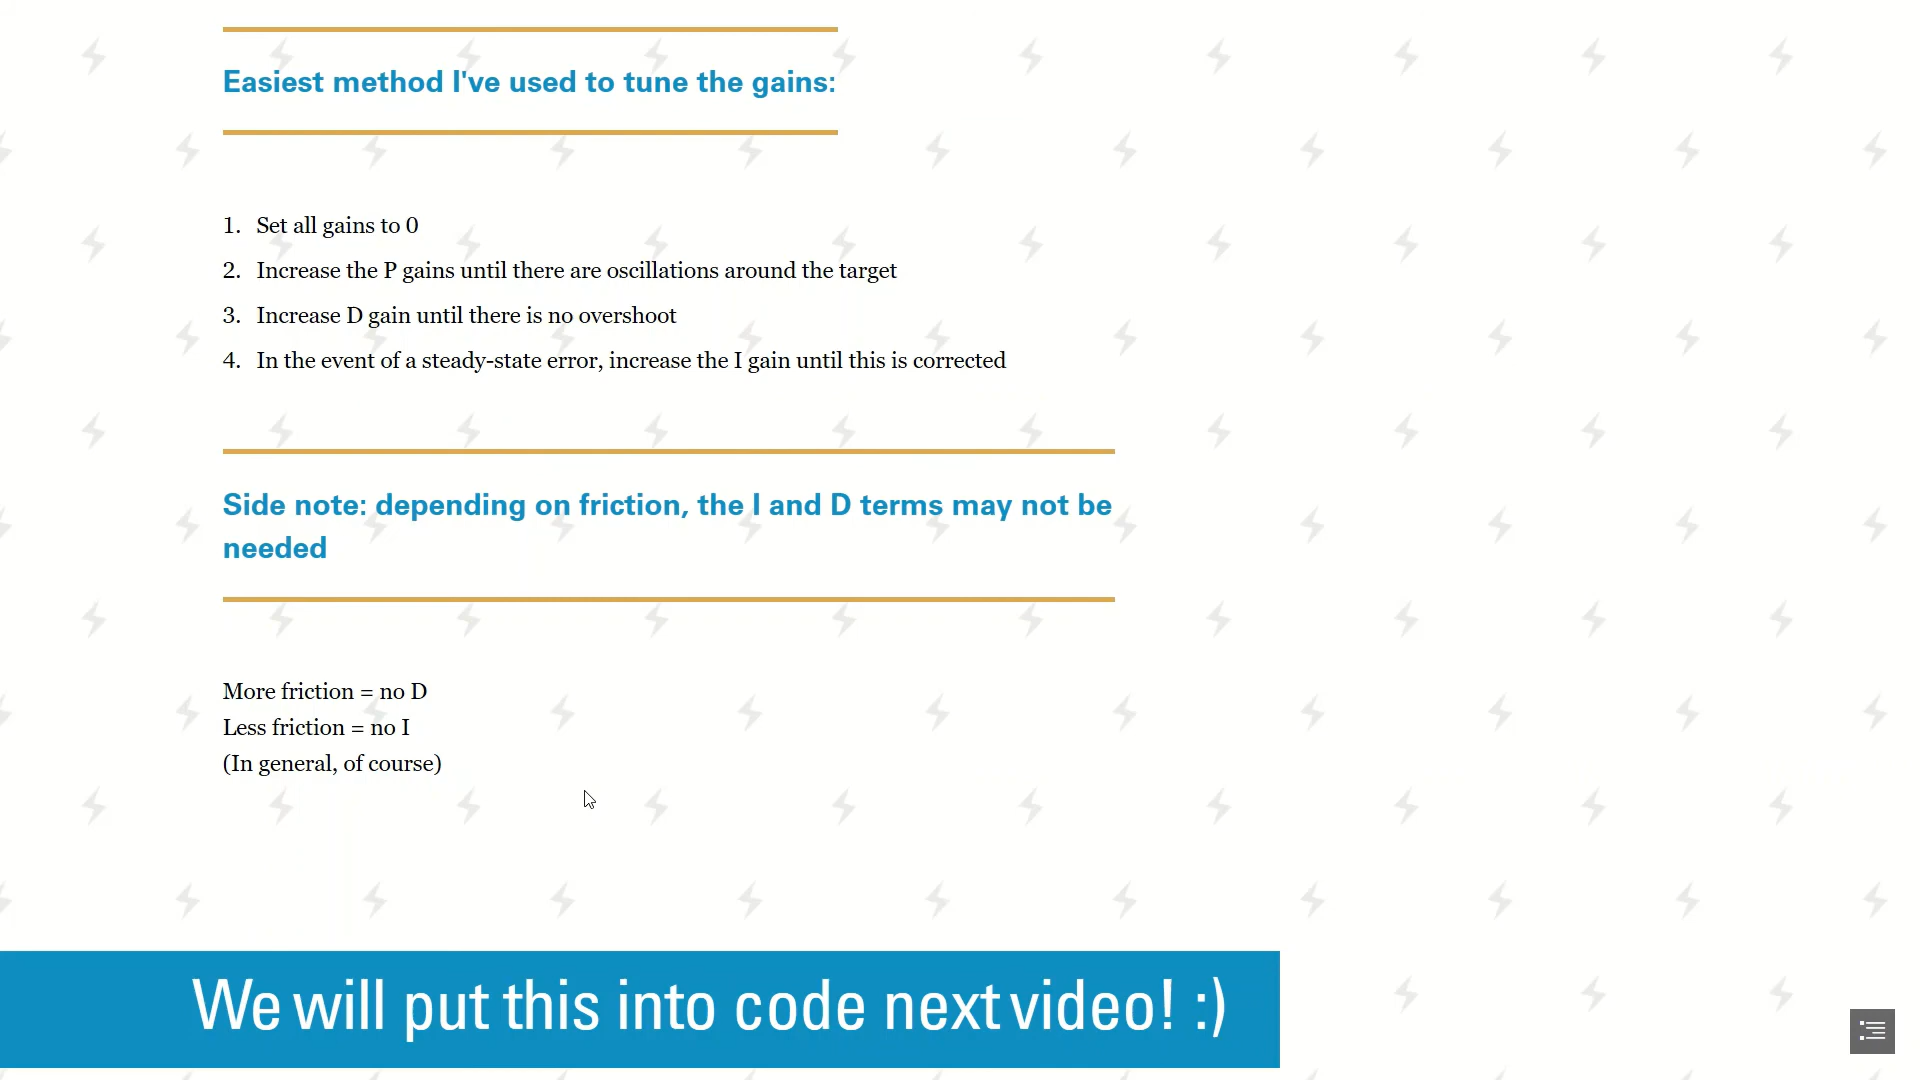 Easiest method I've used to tune the gains:
1. Set all gains to 0
2. Increase the P gains until there are oscillations around the target
3. Increase D gain until there is no overshoot
4. In the event of a steady-state error, increase the I gain until this is corrected
Side note: depending on friction, the I and D terms may not be
needed
More friction = no D
Less friction = no I
(In general, of course)
We will put this into code next video! :)